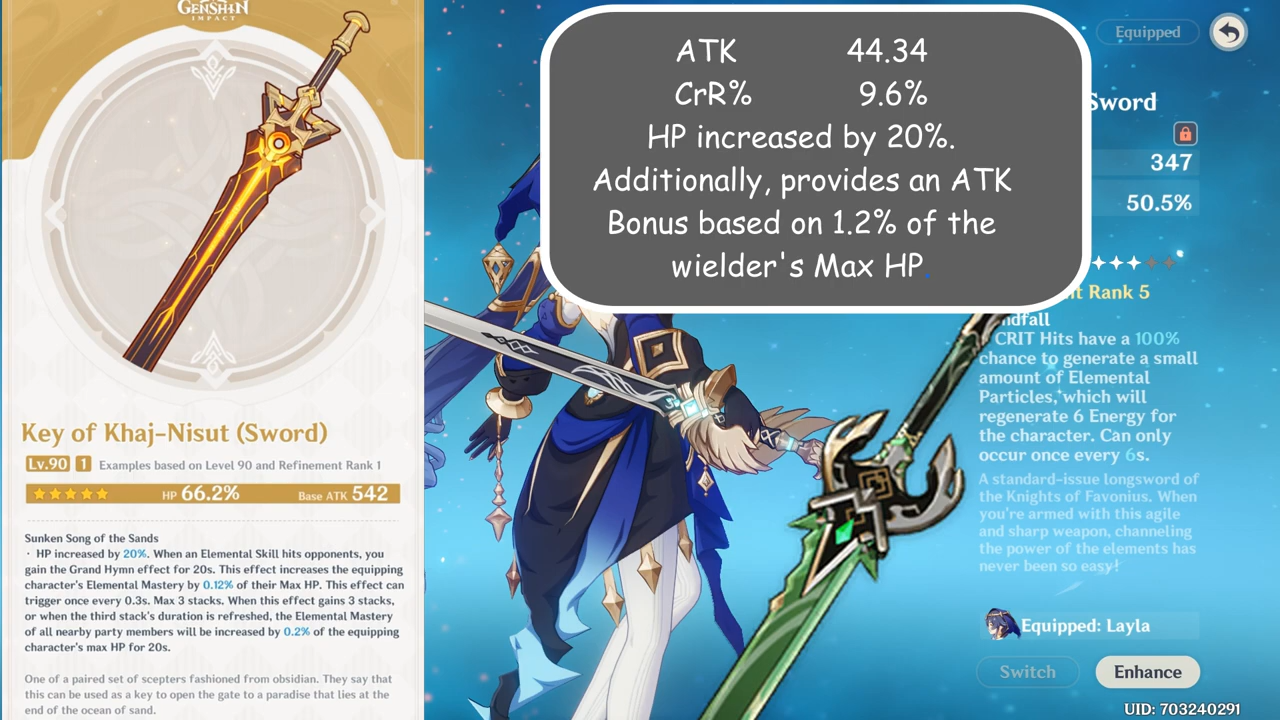 GENSHIN
IMPACT
Key of Khaj-Nisut (Sword)
Lv.90 1 Examples based on Level 90 and Refinement Rank 1
HP 66.2% Base ATK 542
Sunken Song of the Sands
· HP increased by 20%. When an Elemental Skill hits opponents, you
gain the Grand Hymn effect for 20s. This effect increases the equipping
character's Elemental Mastery by 0.12% of their Max HP. This effect can
trigger once every 0.3s. Max 3 stacks. When this effect gains 3 stacks,
or when the third stack's duration is refreshed, the Elemental Mastery
of all nearby party members will be increased by 0.2% of the equipping
character's max HP for 20s.
One of a paired set of scepters fashioned from obsidian. They say that
this can be used as a key to open the gate to a paradise that lies at the
end of the ocean of sand.
ATK 44.34
CrR% 9.6%
HP increased by 20%.
Additionally, provides an ATK
Bonus based on 1.2% of the
wielder's Max HP.
Equipped
Sword
347
50.5%
Rank 5
CRIT Hits have a 100%
chance to generate a small
amount of Elemental
Particles, which will
regenerate 6 Energy for
the character. Can only
occur once every 6s.
A standard-issue longsword of
the Knights of Favonius. When
you're armed with this agile
and sharp weapon, channeling
the power of the elements has
never been so easy!
Equipped: Layla
Switch Enhance
UID: 703240291